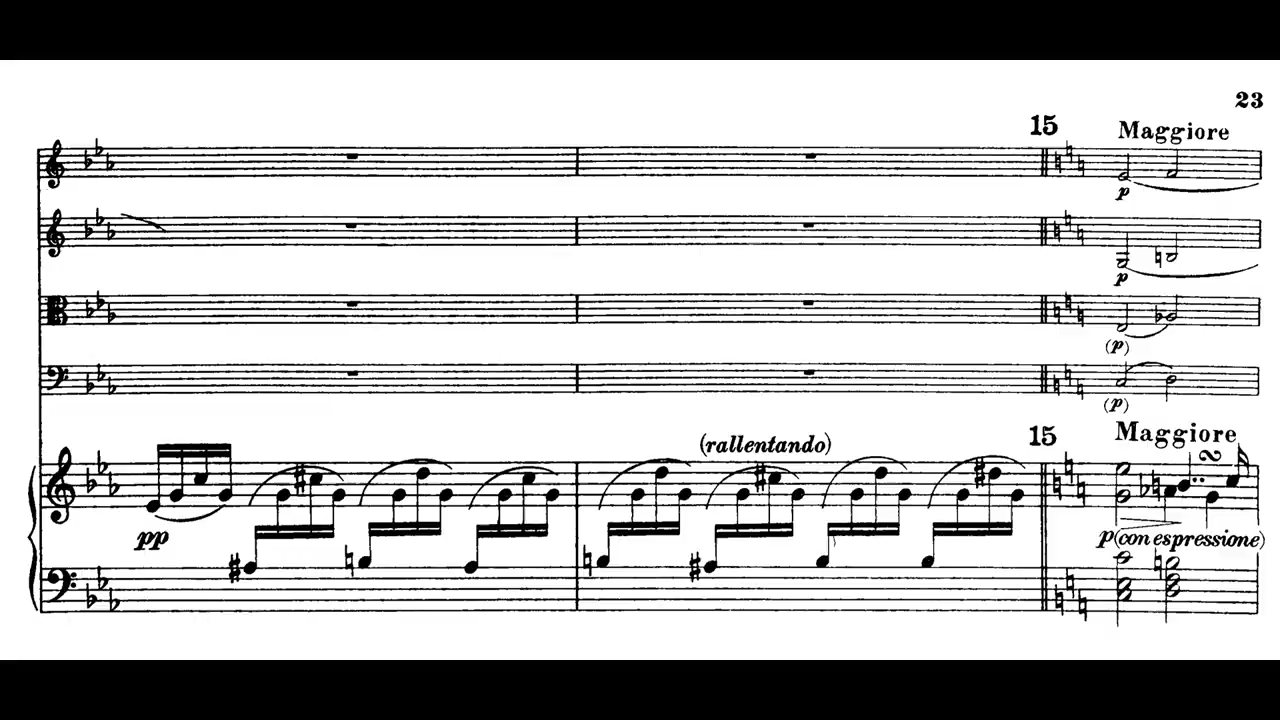 23
15 Maggiore
p
p
(p)
(p)
(rallentando)
15 Maggiore
pp
p(con espressione)